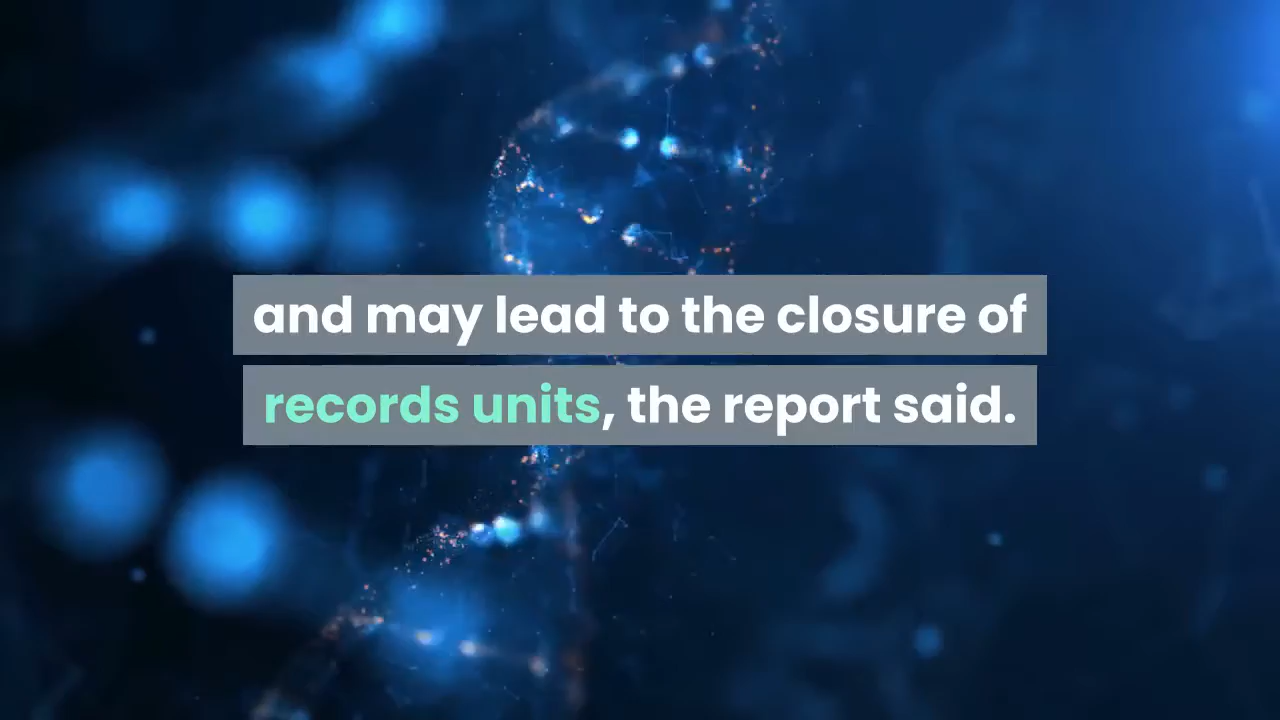 and may lead to the closure of
records units, the report said.